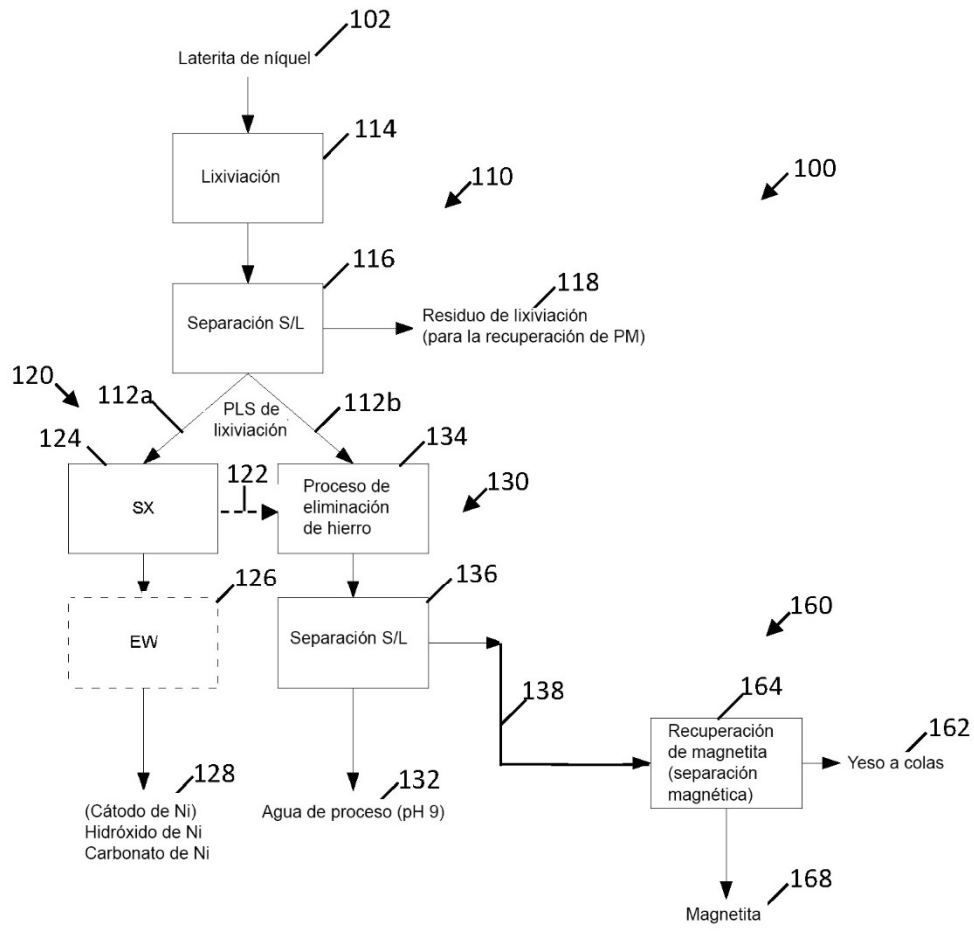 102
Laterita de níquel
114
Lixiviación
110
100
116
Separación S/L
118
Residuo de lixiviación
(para la recuperación de PM)
120
112a
PLS de
lixiviación
112b
124
SX
122
134
Proceso de
eliminación
de hierro
130
126
EW
136
Separación S/L
160
138
164
Recuperación
de magnetita
(separación
magnética)
162
Yeso a colas
128
(Cátodo de Ni)
Hidróxido de Ni
Carbonato de Ni
132
Agua de proceso (pH 9)
168
Magnetita